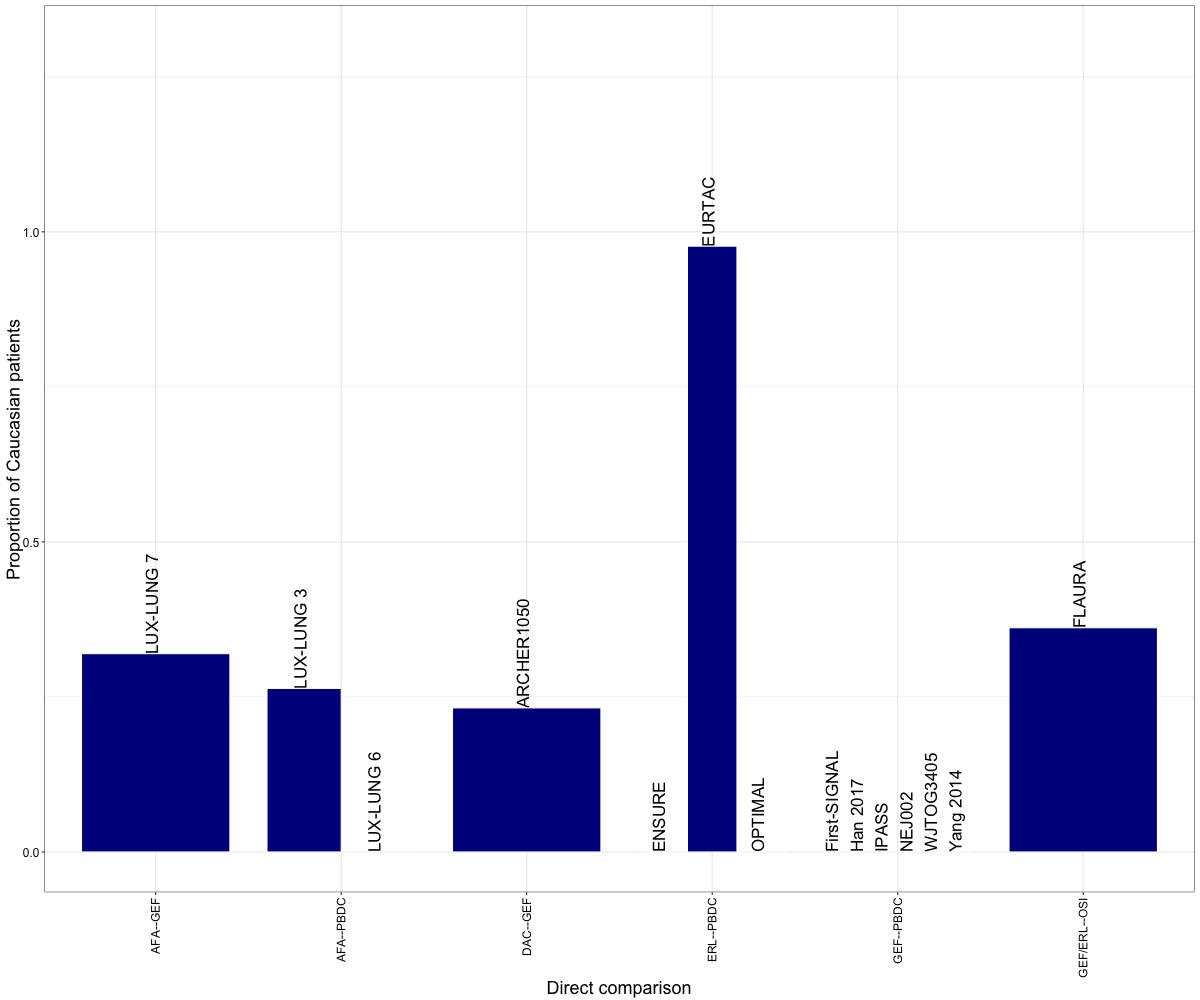 Proportion of Caucasian patients
1.0
0.5
0.0
LUX-LUNG 7
LUX-LUNG 3
LUX-LUNG 6
ARCHER1050
ENSURE
EURTAC
OPTIMAL
First-SIGNAL
Han 2017
IPASS
NEJ002
WJTOG3405
Yang 2014
FLAURA
AFA--GEF
AFA--PBDC
DAC--GEF
ERL--PBDC
GEF--PBDC
GEF/ERL--OSI
Direct comparison